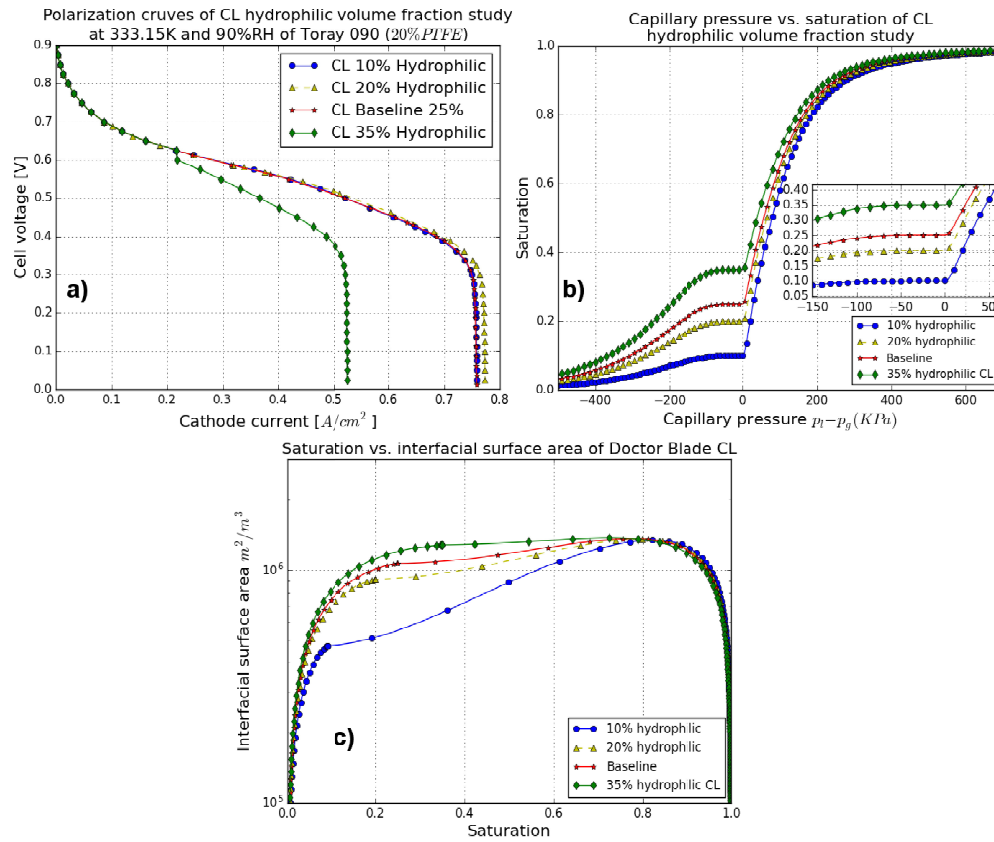 Polarization cruves of CL hydrophilic volume fraction study
at 333.15K and 90%RH of Toray 090 (20%PTFE)
0.9
0.8
0.7
0.6
0.5
0.4
0.3
0.2
0.1
0.0
Cell voltage [V]
CL 10% Hydrophilic
CL 20% Hydrophilic
CL Baseline 25%
CL 35% Hydrophilic
a)
0.0 0.1 0.2 0.3 0.4 0.5 0.6 0.7 0.8
Cathode current [A/cm²]
Capillary pressure vs. saturation of CL
hydrophilic volume fraction study
1.0
0.8
0.6
0.4
0.2
0.0
Saturation
0.40
0.35
0.30
0.25
0.20
0.15
0.10
0.05
−150 −100 −50 0 50
b)
10% hydrophilic
20% hydrophilic
Baseline
35% hydrophilic CL
−400 −200 0 200 400 600
Capillary pressure pₗ−p_g(KPa)
Saturation vs. interfacial surface area of Doctor Blade CL
10⁶
10⁵
Interfacial surface area m²/m³
c)
10% hydrophilic
20% hydrophilic
Baseline
35% hydrophilic CL
0.0 0.2 0.4 0.6 0.8 1.0
Saturation